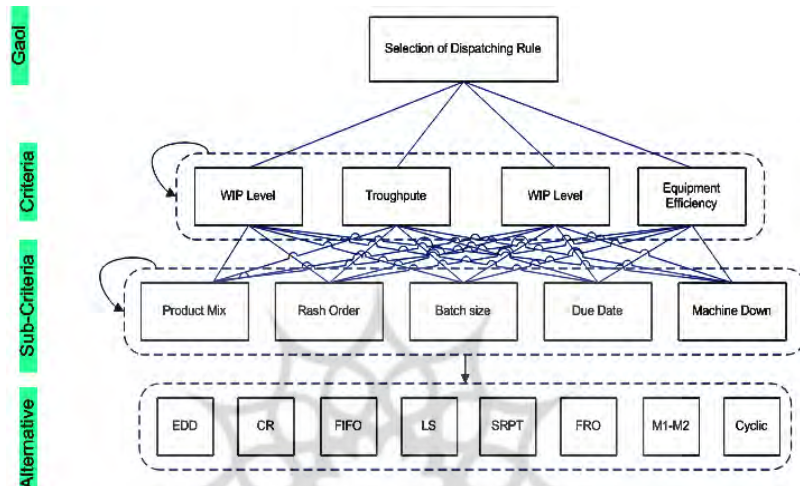 Gaol
Selection of Dispatching Rule
Criteria
WIP Level
Troughpute
WIP Level
Equipment
Efficiency
Sub-Criteria
Product Mix
Rash Order
Batch size
Due Date
Machine Down
Alternative
EDD
CR
FIFO
LS
SRPT
FRO
M1-M2
Cyclic